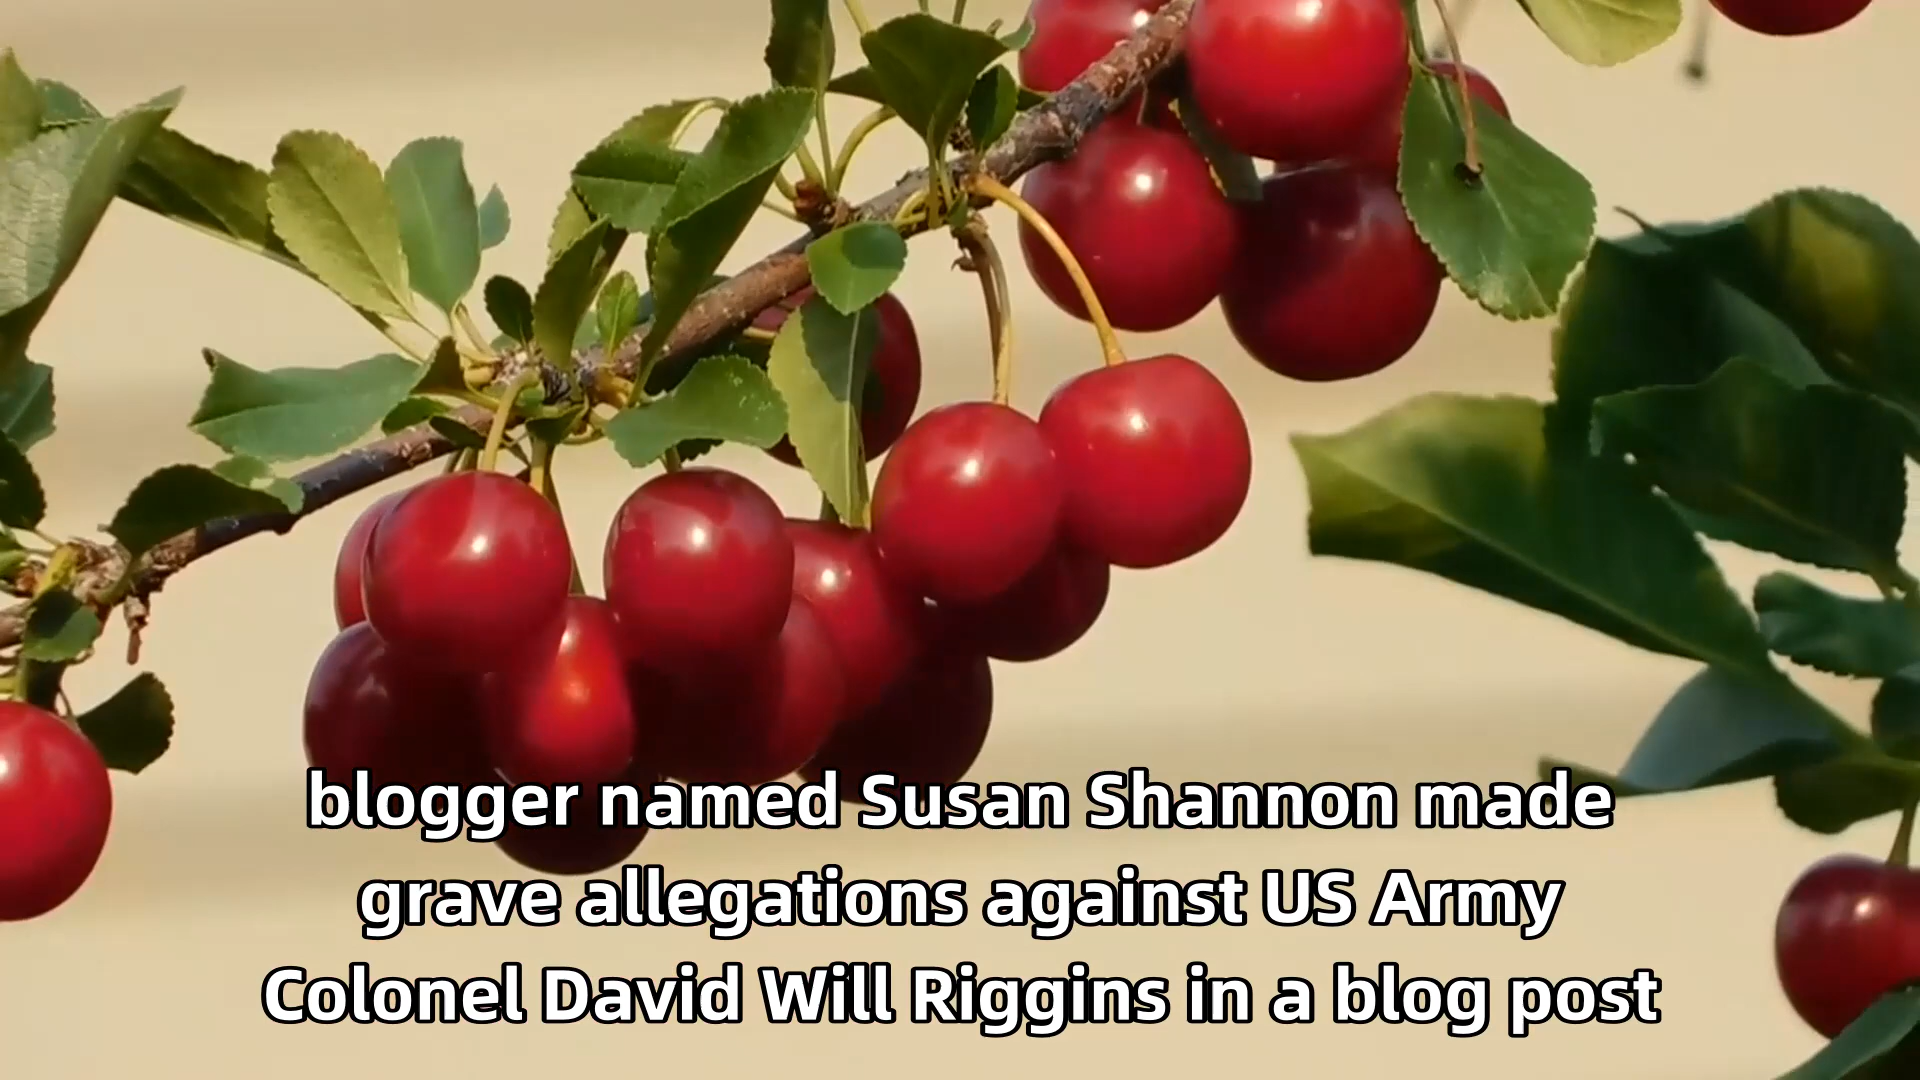 blogger named Susan Shannon made
grave allegations against US Army
Colonel David Will Riggins in a blog post